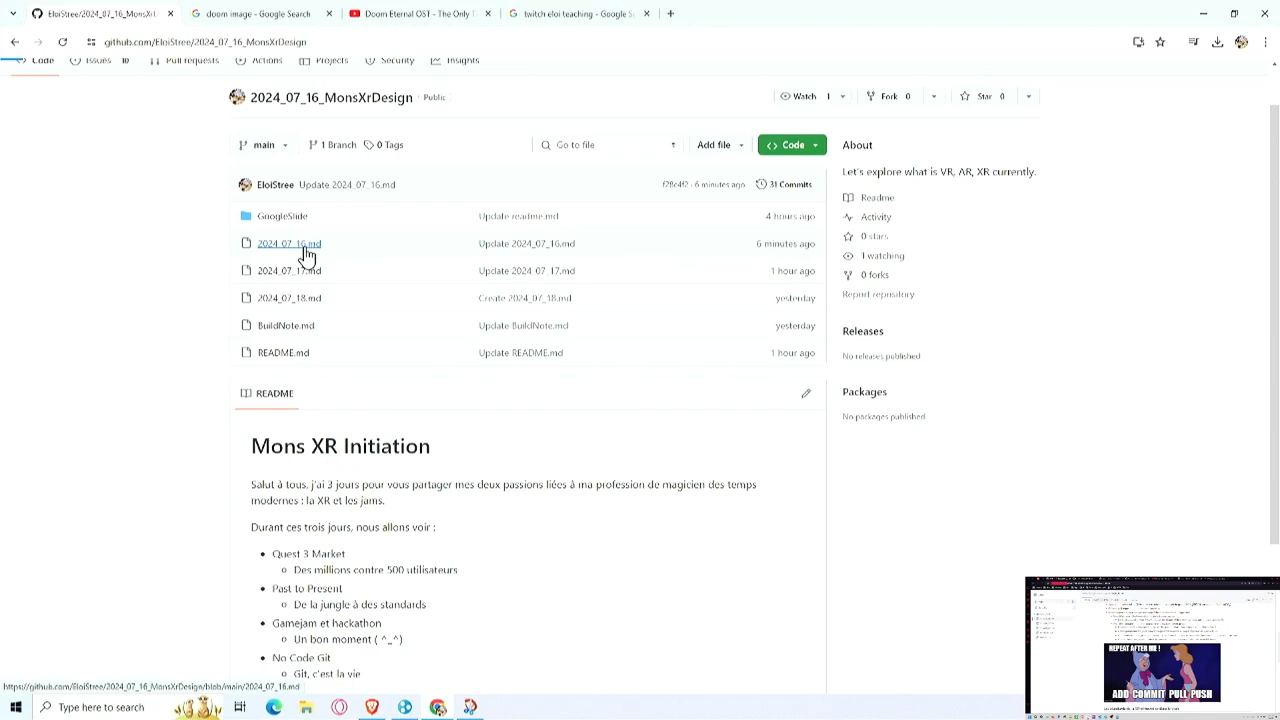 EloiStree/2024_07_16_MonsXrD
doom image - Google Search
Doom Eternal OST - The Only T
twitch eloi teaching - Google S
github.com/EloiStree/2024_07_16_MonsXrDesign
Code
Issues
10
Pull requests
Actions
Projects
Security
Insights
2024_07_16_MonsXrDesign
Public
Watch 1
Fork 0
Star 0
main
1 Branch
0 Tags
Go to file
Add file
Code
About
EloiStree Update 2024_07_16.md
f28c4f2 · 6 minutes ago
31 Commits
Let's explore what is VR, AR, XR currently.
GoogleSlide
Update readme.md
4 hours ago
2024_07_16.md
Update 2024_07_16.md
6 minutes ago
2024_07_17.md
Update 2024_07_17.md
1 hour ago
2024_07_18.md
Create 2024_07_18.md
yesterday
BuildNote.md
Update BuildNote.md
yesterday
README.md
Update README.md
1 hour ago
Readme
Activity
0 stars
1 watching
0 forks
Report repository
Releases
No releases published
Packages
No packages published
README
Mons XR Initiation
Salut à tous, j'ai 3 jours pour vous partager mes deux passions liées à ma profession de magicien des temps
modernes : la XR et les jams.
Durant ces trois jours, nous allons voir :
Quest 3 Market
Des millions contre 500 utilisateurs
Past to Present
De la jungle à des standards
Gamejam Hackathon
Un bon moment ( ^_^)
No Code Git
Git, c'est la vie
https://github.com/EloiStree/2024_07_16_MonsXrDesign/blob/main/2024_07_16.md
REPEAT AFTER ME !
ADD COMMIT PULL PUSH
Type here to search